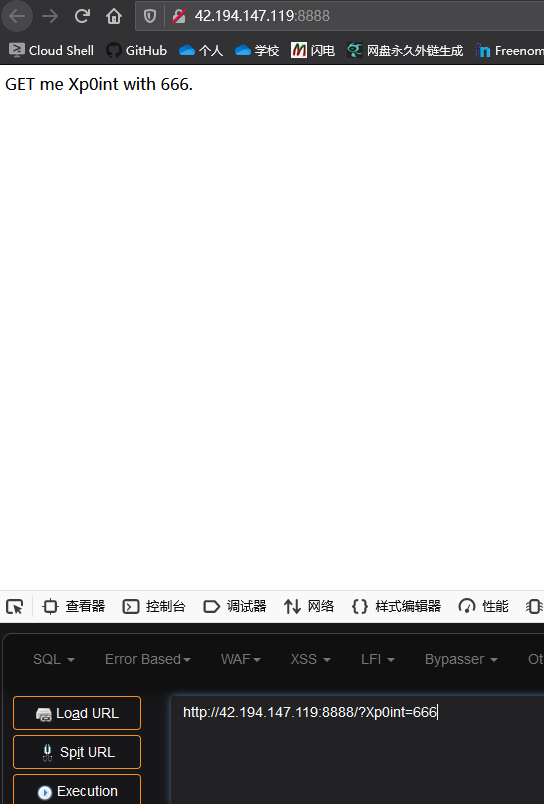 42.194.147.119:8888
Cloud Shell GitHub 个人 学校 闪电 网盘永久外链生成 Freenom
GET me Xp0int with 666.
查看器 控制台 调试器 网络 样式编辑器 性能
SQL Error Based WAF XSS LFI Bypasser Ot
Load URL
http://42.194.147.119:8888/?Xp0int=666
Spit URL
Execution